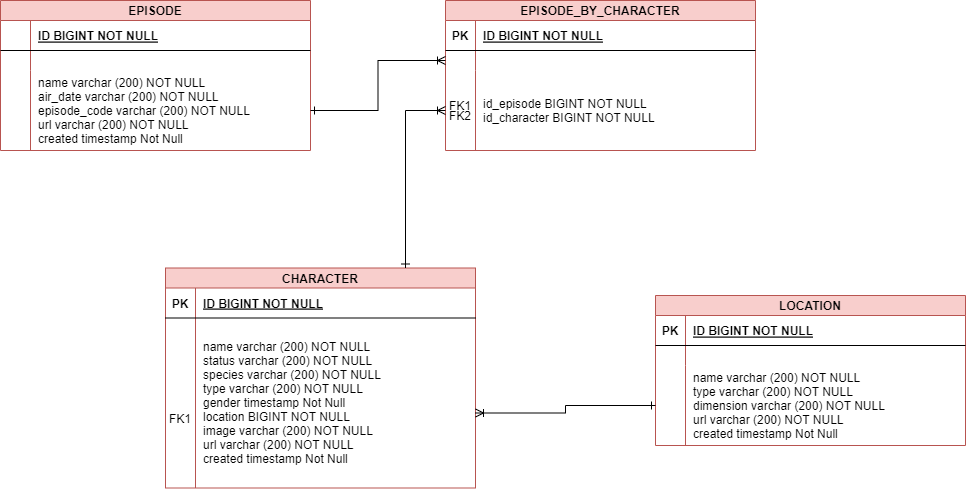 EPISODE
ID BIGINT NOT NULL
name varchar (200) NOT NULL
air_date varchar (200) NOT NULL
episode_code varchar (200) NOT NULL
url varchar (200) NOT NULL
created timestamp Not Null
EPISODE_BY_CHARACTER
PK ID BIGINT NOT NULL
FK1 id_episode BIGINT NOT NULL
FK2 id_character BIGINT NOT NULL
CHARACTER
PK ID BIGINT NOT NULL
name varchar (200) NOT NULL
status varchar (200) NOT NULL
species varchar (200) NOT NULL
type varchar (200) NOT NULL
gender timestamp Not Null
FK1 location BIGINT NOT NULL
image varchar (200) NOT NULL
url varchar (200) NOT NULL
created timestamp Not Null
LOCATION
PK ID BIGINT NOT NULL
name varchar (200) NOT NULL
type varchar (200) NOT NULL
dimension varchar (200) NOT NULL
url varchar (200) NOT NULL
created timestamp Not Null